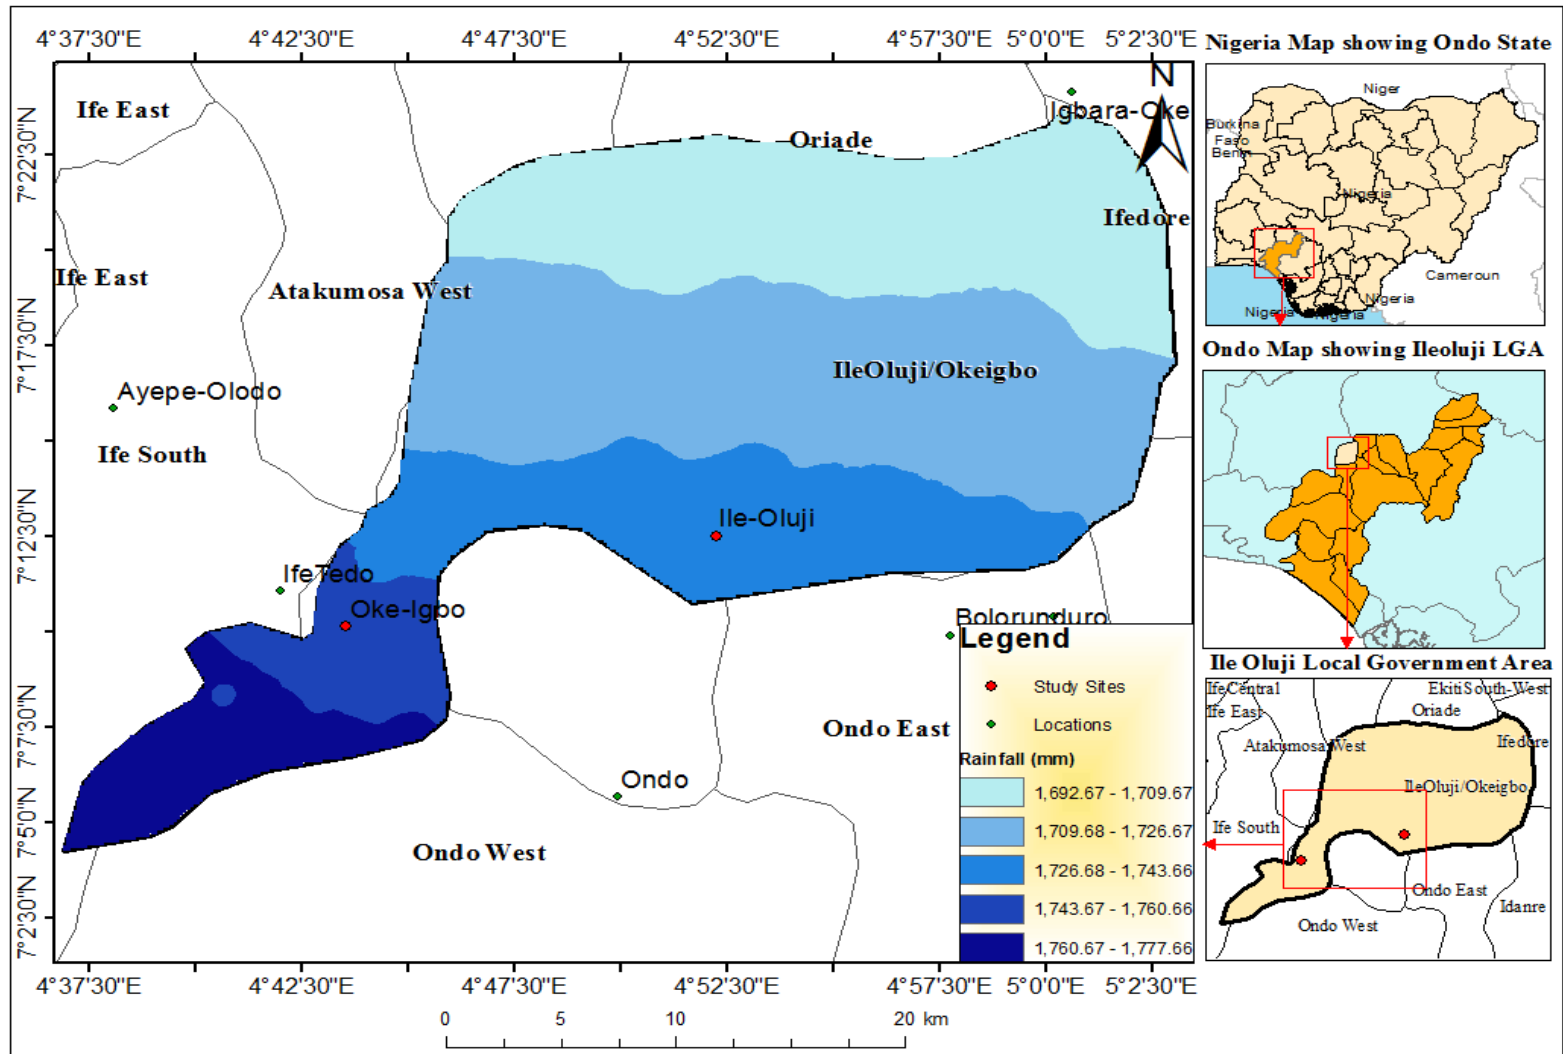 4°37'30"E 4°42'30"E 4°47'30"E 4°52'30"E 4°57'30"E 5°0'0"E 5°2'30"E
7°22'30"N
7°17'30"N
7°12'30"N
7°7'30"N
7°5'0"N
7°2'30"N
N
Ife East
Igbara-Oke
Oriade
Ifedore
Ife East
Atakumosa West
IleOluji/Okeigbo
Ayepe-Olodo
Ife South
Ile-Oluji
IfeTedo
Oke-Igbo
Bolorunduro
Ondo East
Ondo
Ondo West
Legend
Study Sites
Locations
Rainfall (mm)
1,692.67 - 1,709.67
1,709.68 - 1,726.67
1,726.68 - 1,743.66
1,743.67 - 1,760.66
1,760.67 - 1,777.66
4°37'30"E 4°42'30"E 4°47'30"E 4°52'30"E 4°57'30"E 5°0'0"E 5°2'30"E
0 5 10 20 km
Nigeria Map showing Ondo State
Niger
Burkina
Faso
Benin
Nigeria
Cameroun
Nigeria
Nigeria
Nigeria
Ondo Map showing Ileoluji LGA
Ile Oluji Local Government Area
IfeCentral
EkitiSouth-West
Ife East
Oriade
Atakumosa West
Ifedore
IleOluji/Okeigbo
Ife South
Ondo East
Idanre
Ondo West